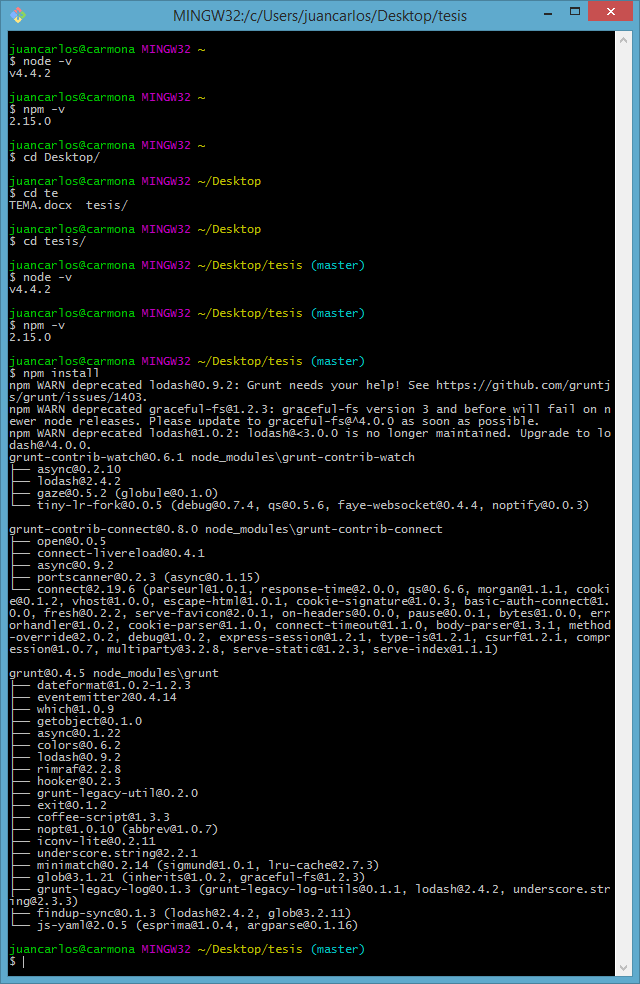 MINGW32:/c/Users/juancarlos/Desktop/tesis
juancarlos@carmona MINGW32 ~
$ node -v
v4.4.2
juancarlos@carmona MINGW32 ~
$ npm -v
2.15.0
juancarlos@carmona MINGW32 ~
$ cd Desktop/
juancarlos@carmona MINGW32 ~/Desktop
$ cd te
TEMA.docx  tesis/
juancarlos@carmona MINGW32 ~/Desktop
$ cd tesis/
juancarlos@carmona MINGW32 ~/Desktop/tesis (master)
$ node -v
v4.4.2
juancarlos@carmona MINGW32 ~/Desktop/tesis (master)
$ npm -v
2.15.0
juancarlos@carmona MINGW32 ~/Desktop/tesis (master)
$ npm install
npm WARN deprecated lodash@0.9.2: Grunt needs your help! See https://github.com/gruntj
s/grunt/issues/1403.
npm WARN deprecated graceful-fs@1.2.3: graceful-fs version 3 and before will fail on n
ewer node releases. Please update to graceful-fs@^4.0.0 as soon as possible.
npm WARN deprecated lodash@1.0.2: lodash@<3.0.0 is no longer maintained. Upgrade to lo
dash@^4.0.0.
grunt-contrib-watch@0.6.1 node_modules\grunt-contrib-watch
├── async@0.2.10
├── lodash@2.4.2
├── gaze@0.5.2 (globule@0.1.0)
└── tiny-lr-fork@0.0.5 (debug@0.7.4, qs@0.5.6, faye-websocket@0.4.4, noptify@0.0.3)
grunt-contrib-connect@0.8.0 node_modules\grunt-contrib-connect
├── open@0.0.5
├── connect-livereload@0.4.1
├── async@0.9.2
├── portscanner@0.2.3 (async@0.1.15)
└── connect@2.19.6 (parseurl@1.0.1, response-time@2.0.0, qs@0.6.6, morgan@1.1.1, cooki
e@0.1.2, vhost@1.0.0, escape-html@1.0.1, cookie-signature@1.0.3, basic-auth-connect@1.
0.0, fresh@0.2.2, serve-favicon@2.0.1, on-headers@0.0.0, pause@0.0.1, bytes@1.0.0, err
orhandler@1.0.2, cookie-parser@1.1.0, connect-timeout@1.1.0, body-parser@1.3.1, method
-override@2.0.2, debug@1.0.2, express-session@1.2.1, type-is@1.2.1, csurf@1.2.1, compr
ession@1.0.7, multiparty@3.2.8, serve-static@1.2.3, serve-index@1.1.1)
grunt@0.4.5 node_modules\grunt
├── dateformat@1.0.2-1.2.3
├── eventemitter2@0.4.14
├── which@1.0.9
├── getobject@0.1.0
├── async@0.1.22
├── colors@0.6.2
├── lodash@0.9.2
├── rimraf@2.2.8
├── hooker@0.2.3
├── grunt-legacy-util@0.2.0
├── exit@0.1.2
├── coffee-script@1.3.3
├── nopt@1.0.10 (abbrev@1.0.7)
├── iconv-lite@0.2.11
├── underscore.string@2.2.1
├── minimatch@0.2.14 (sigmund@1.0.1, lru-cache@2.7.3)
├── glob@3.1.21 (inherits@1.0.2, graceful-fs@1.2.3)
├── grunt-legacy-log@0.1.3 (grunt-legacy-log-utils@0.1.1, lodash@2.4.2, underscore.str
ing@2.3.3)
├── findup-sync@0.1.3 (lodash@2.4.2, glob@3.2.11)
└── js-yaml@2.0.5 (esprima@1.0.4, argparse@0.1.16)
juancarlos@carmona MINGW32 ~/Desktop/tesis (master)
$